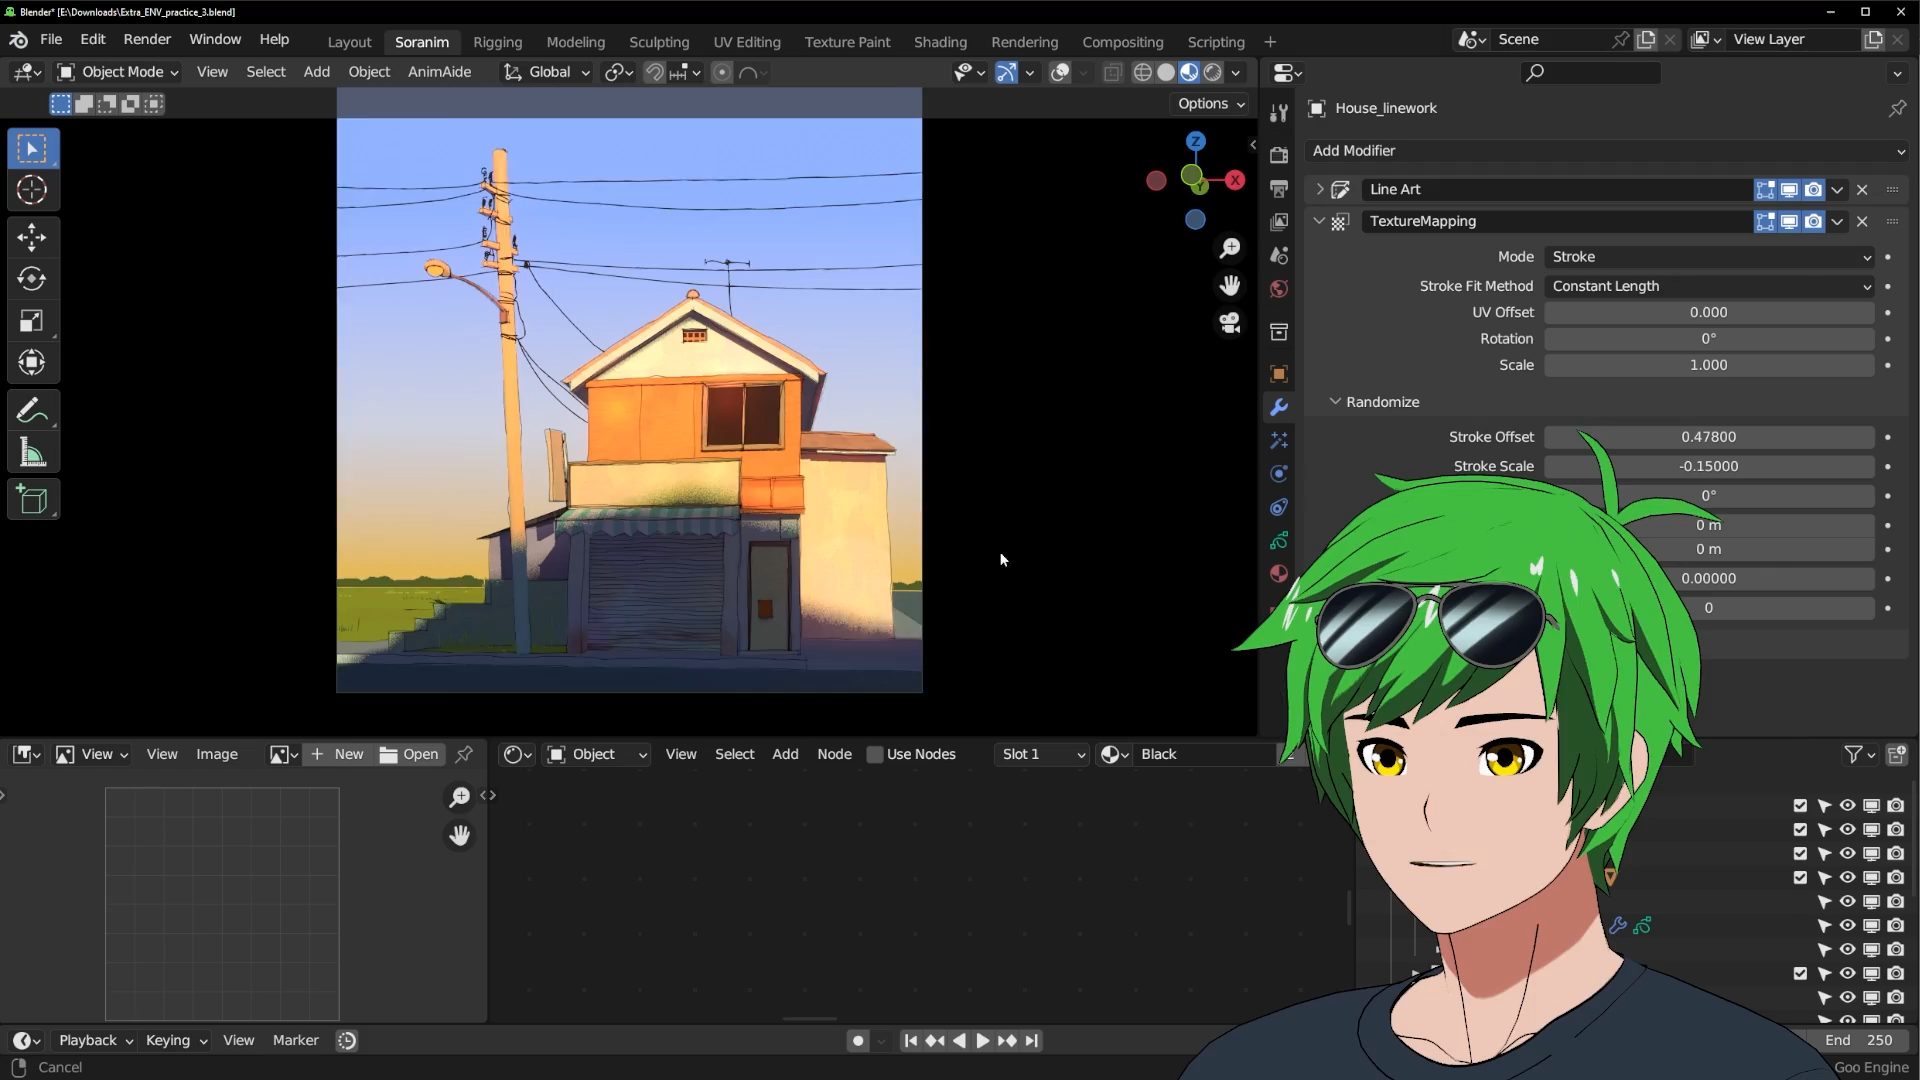 Blender* [E:\Downloads\Extra_ENV_practice_3.blend]
File Edit Render Window Help
Layout Soranim Rigging Modeling Sculpting UV Editing Texture Paint Shading Rendering Compositing Scripting
Scene
View Layer
Object Mode View Select Add Object AnimAide
Global
Options
House_linework
Add Modifier
Line Art
TextureMapping
Mode Stroke
Stroke Fit Method Constant Length
UV Offset 0.000
Rotation 0°
Scale 1.000
Randomize
Stroke Offset 0.47800
Stroke Scale -0.15000
0°
0 m
0 m
0.00000
0
Z
X
Y
View View Image New Open
Object View Select Add Node Use Nodes Slot 1 Black
Playback Keying View Marker
End 250
Cancel
Goo Engine